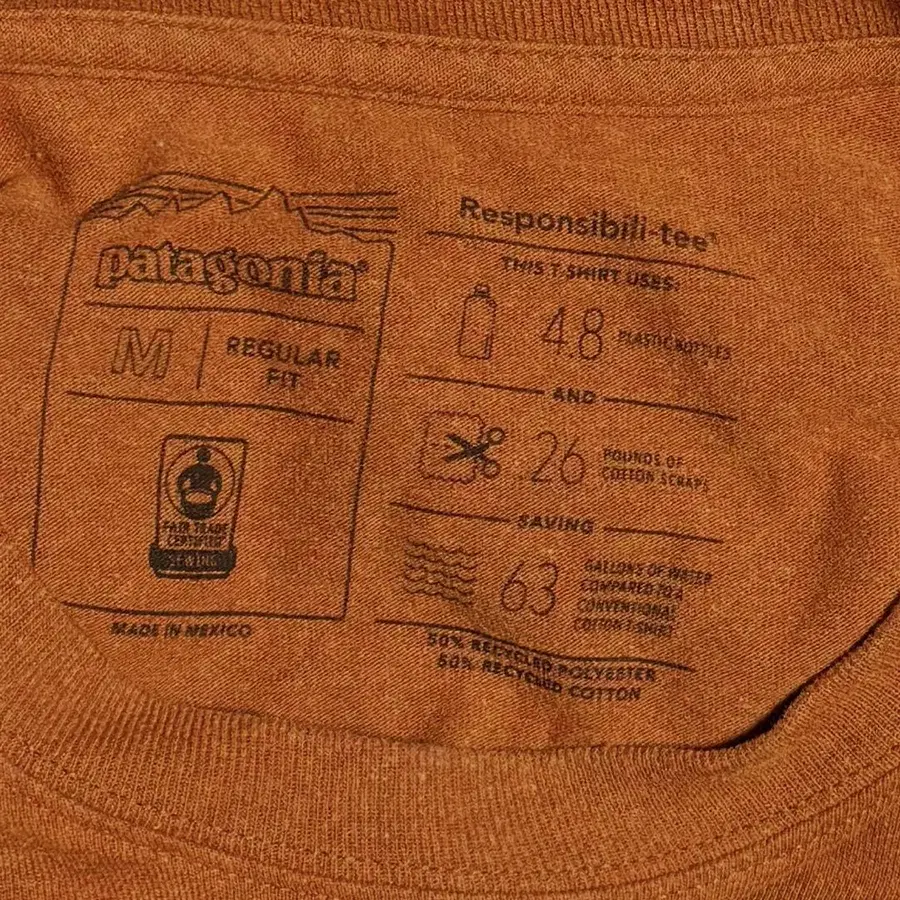 patagonia®
M
REGULAR
FIT
FAIR TRADE
CERTIFIED
SEWING
MADE IN MEXICO
Responsibili-tee®
THIS T-SHIRT USES:
4.8 PLASTIC BOTTLES
AND
.26 POUNDS OF
COTTON SCRAPS
SAVING
63 GALLONS OF WATER
COMPARED TO A
CONVENTIONAL
COTTON T-SHIRT
50% RECYCLED POLYESTER
50% RECYCLED COTTON